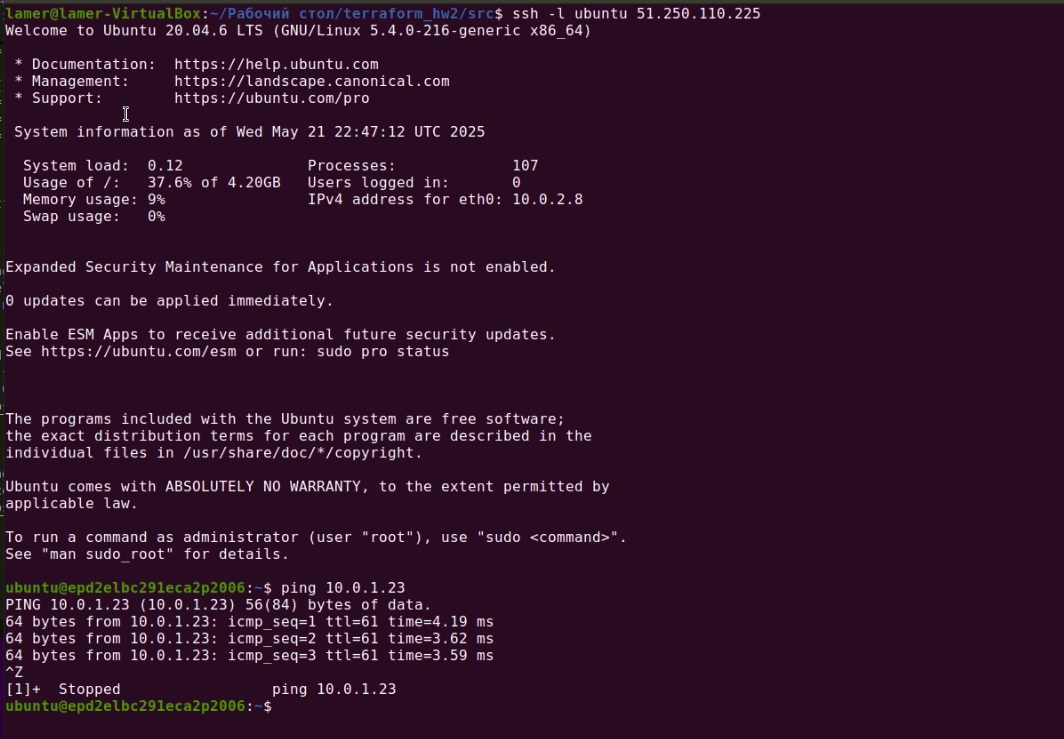 lamer@lamer-VirtualBox:~/Рабочий стол/terraform_hw2/src$ ssh -l ubuntu 51.250.110.225
Welcome to Ubuntu 20.04.6 LTS (GNU/Linux 5.4.0-216-generic x86_64)
* Documentation:  https://help.ubuntu.com
* Management:     https://landscape.canonical.com
* Support:        https://ubuntu.com/pro
System information as of Wed May 21 22:47:12 UTC 2025
System load:  0.12              Processes:             107
Usage of /:   37.6% of 4.20GB   Users logged in:       0
Memory usage: 9%                IPv4 address for eth0: 10.0.2.8
Swap usage:   0%
Expanded Security Maintenance for Applications is not enabled.
0 updates can be applied immediately.
Enable ESM Apps to receive additional future security updates.
See https://ubuntu.com/esm or run: sudo pro status
The programs included with the Ubuntu system are free software;
the exact distribution terms for each program are described in the
individual files in /usr/share/doc/*/copyright.
Ubuntu comes with ABSOLUTELY NO WARRANTY, to the extent permitted by
applicable law.
To run a command as administrator (user "root"), use "sudo <command>".
See "man sudo_root" for details.
ubuntu@epd2elbc291eca2p2006:~$ ping 10.0.1.23
PING 10.0.1.23 (10.0.1.23) 56(84) bytes of data.
64 bytes from 10.0.1.23: icmp_seq=1 ttl=61 time=4.19 ms
64 bytes from 10.0.1.23: icmp_seq=2 ttl=61 time=3.62 ms
64 bytes from 10.0.1.23: icmp_seq=3 ttl=61 time=3.59 ms
^Z
[1]+  Stopped                 ping 10.0.1.23
ubuntu@epd2elbc291eca2p2006:~$